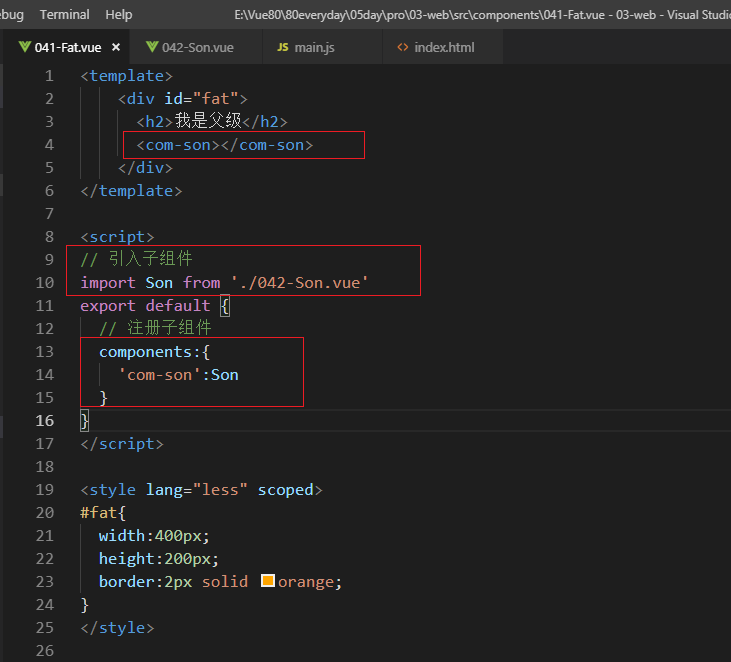 ebug Terminal Help E:\Vue80\80everyday\05day\pro\03-web\src\components\041-Fat.vue - 03-web - Visual Studio
041-Fat.vue × 042-Son.vue JS main.js <> index.html
1 <template>
2 <div id="fat">
3 <h2>我是父级</h2>
4 <com-son></com-son>
5 </div>
6 </template>
7
8 <script>
9 // 引入子组件
10 import Son from './042-Son.vue'
11 export default {
12 // 注册子组件
13 components:{
14 'com-son':Son
15 }
16 }
17 </script>
18
19 <style lang="less" scoped>
20 #fat{
21 width:400px;
22 height:200px;
23 border:2px solid orange;
24 }
25 </style>
26